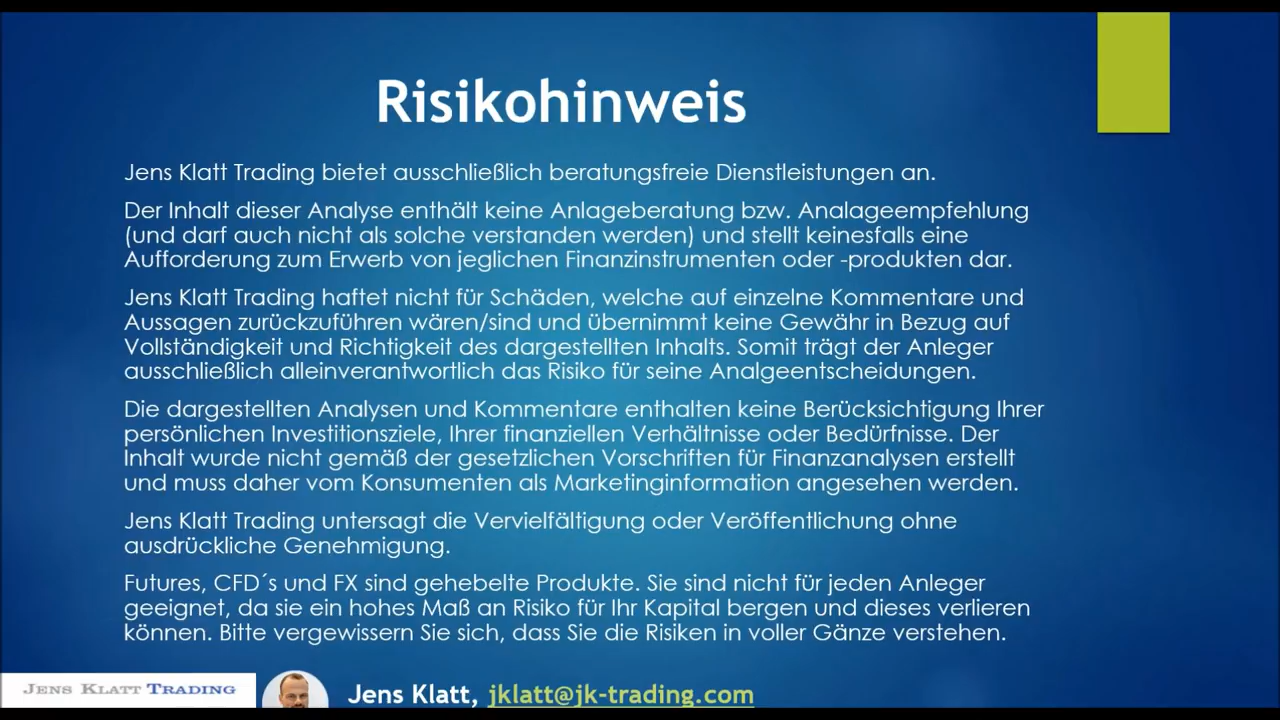 Risikohinweis
Jens Klatt Trading bietet ausschließlich beratungsfreie Dienstleistungen an.
Der Inhalt dieser Analyse enthält keine Anlageberatung bzw. Analageempfehlung
(und darf auch nicht als solche verstanden werden) und stellt keinesfalls eine
Aufforderung zum Erwerb von jeglichen Finanzinstrumenten oder -produkten dar.
Jens Klatt Trading haftet nicht für Schäden, welche auf einzelne Kommentare und
Aussagen zurückzuführen wären/sind und übernimmt keine Gewähr in Bezug auf
Vollständigkeit und Richtigkeit des dargestellten Inhalts. Somit trägt der Anleger
ausschließlich alleinverantwortlich das Risiko für seine Analgeentscheidungen.
Die dargestellten Analysen und Kommentare enthalten keine Berücksichtigung Ihrer
persönlichen Investitionsziele, Ihrer finanziellen Verhältnisse oder Bedürfnisse. Der
Inhalt wurde nicht gemäß der gesetzlichen Vorschriften für Finanzanalysen erstellt
und muss daher vom Konsumenten als Marketinginformation angesehen werden.
Jens Klatt Trading untersagt die Vervielfältigung oder Veröffentlichung ohne
ausdrückliche Genehmigung.
Futures, CFD´s und FX sind gehebelte Produkte. Sie sind nicht für jeden Anleger
geeignet, da sie ein hohes Maß an Risiko für Ihr Kapital bergen und dieses verlieren
können. Bitte vergewissern Sie sich, dass Sie die Risiken in voller Gänze verstehen.
JENS KLATT TRADING
Jens Klatt, jklatt@jk-trading.com